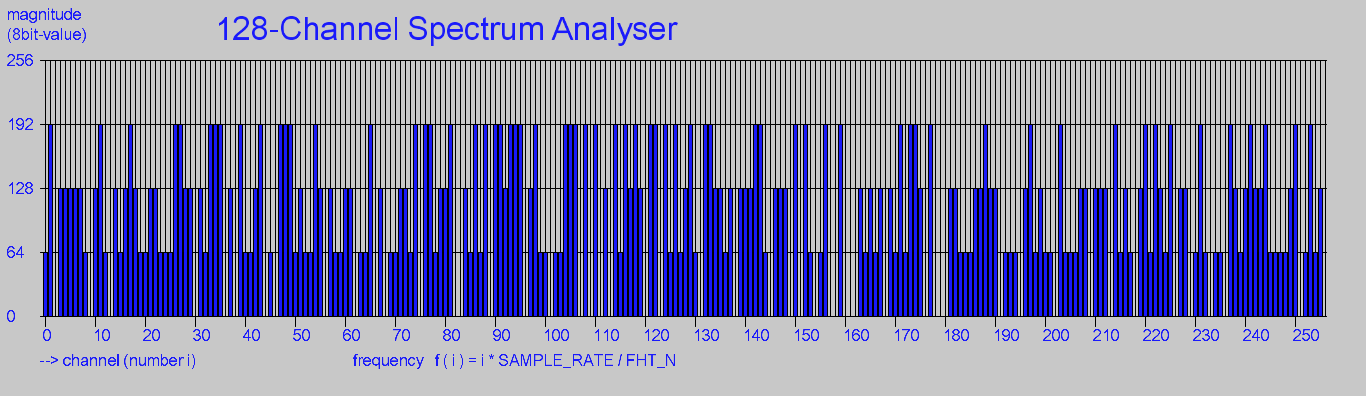 magnitude
(8bit-value)
128-Channel Spectrum Analyser
256
192
128
64
0
0 10 20 30 40 50 60 70 80 90 100 110 120 130 140 150 160 170 180 190 200 210 220 230 240 250
--> channel (number i) frequency f ( i ) = i * SAMPLE_RATE / FHT_N